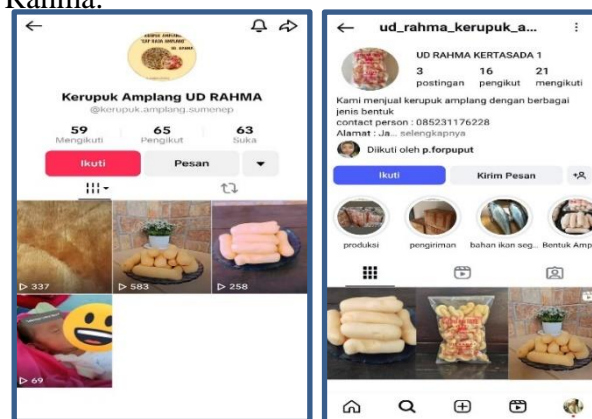 Rahma.
Kerupuk Amplang UD RAHMA
@kerupuk.amplang.sumenep
59 65 63
Mengikuti Pengikut Suka
Ikuti Pesan
337 583 258
69
ud_rahma_kerupuk_a...
UD RAHMA KERTASADA 1
3 16 21
postingan pengikut mengikuti
Kami menjual kerupuk amplang dengan berbagai
jenis bentuk
contact person : 085231176228
Alamat : Ja... selengkapnya
Diikuti oleh p.forpuput
Ikuti Kirim Pesan
produksi pengiriman bahan ikan seg... Bentuk Amp